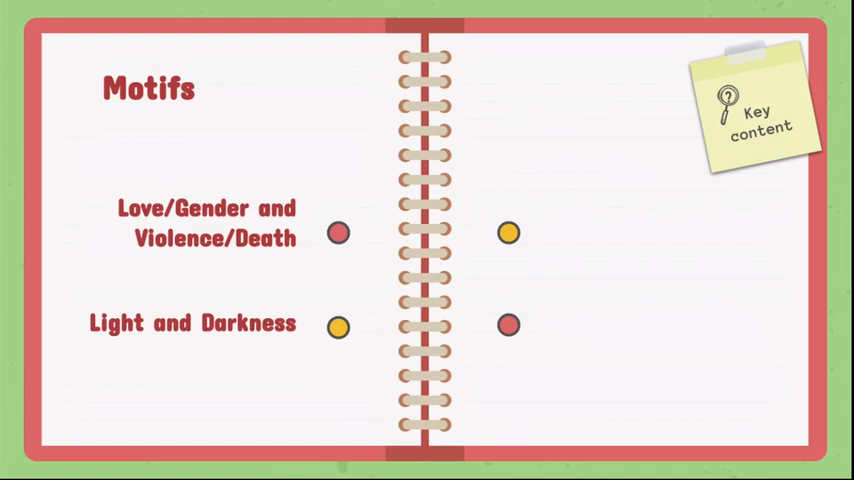 Motifs
Key
content
Love/Gender and
Violence/Death
Light and Darkness
?